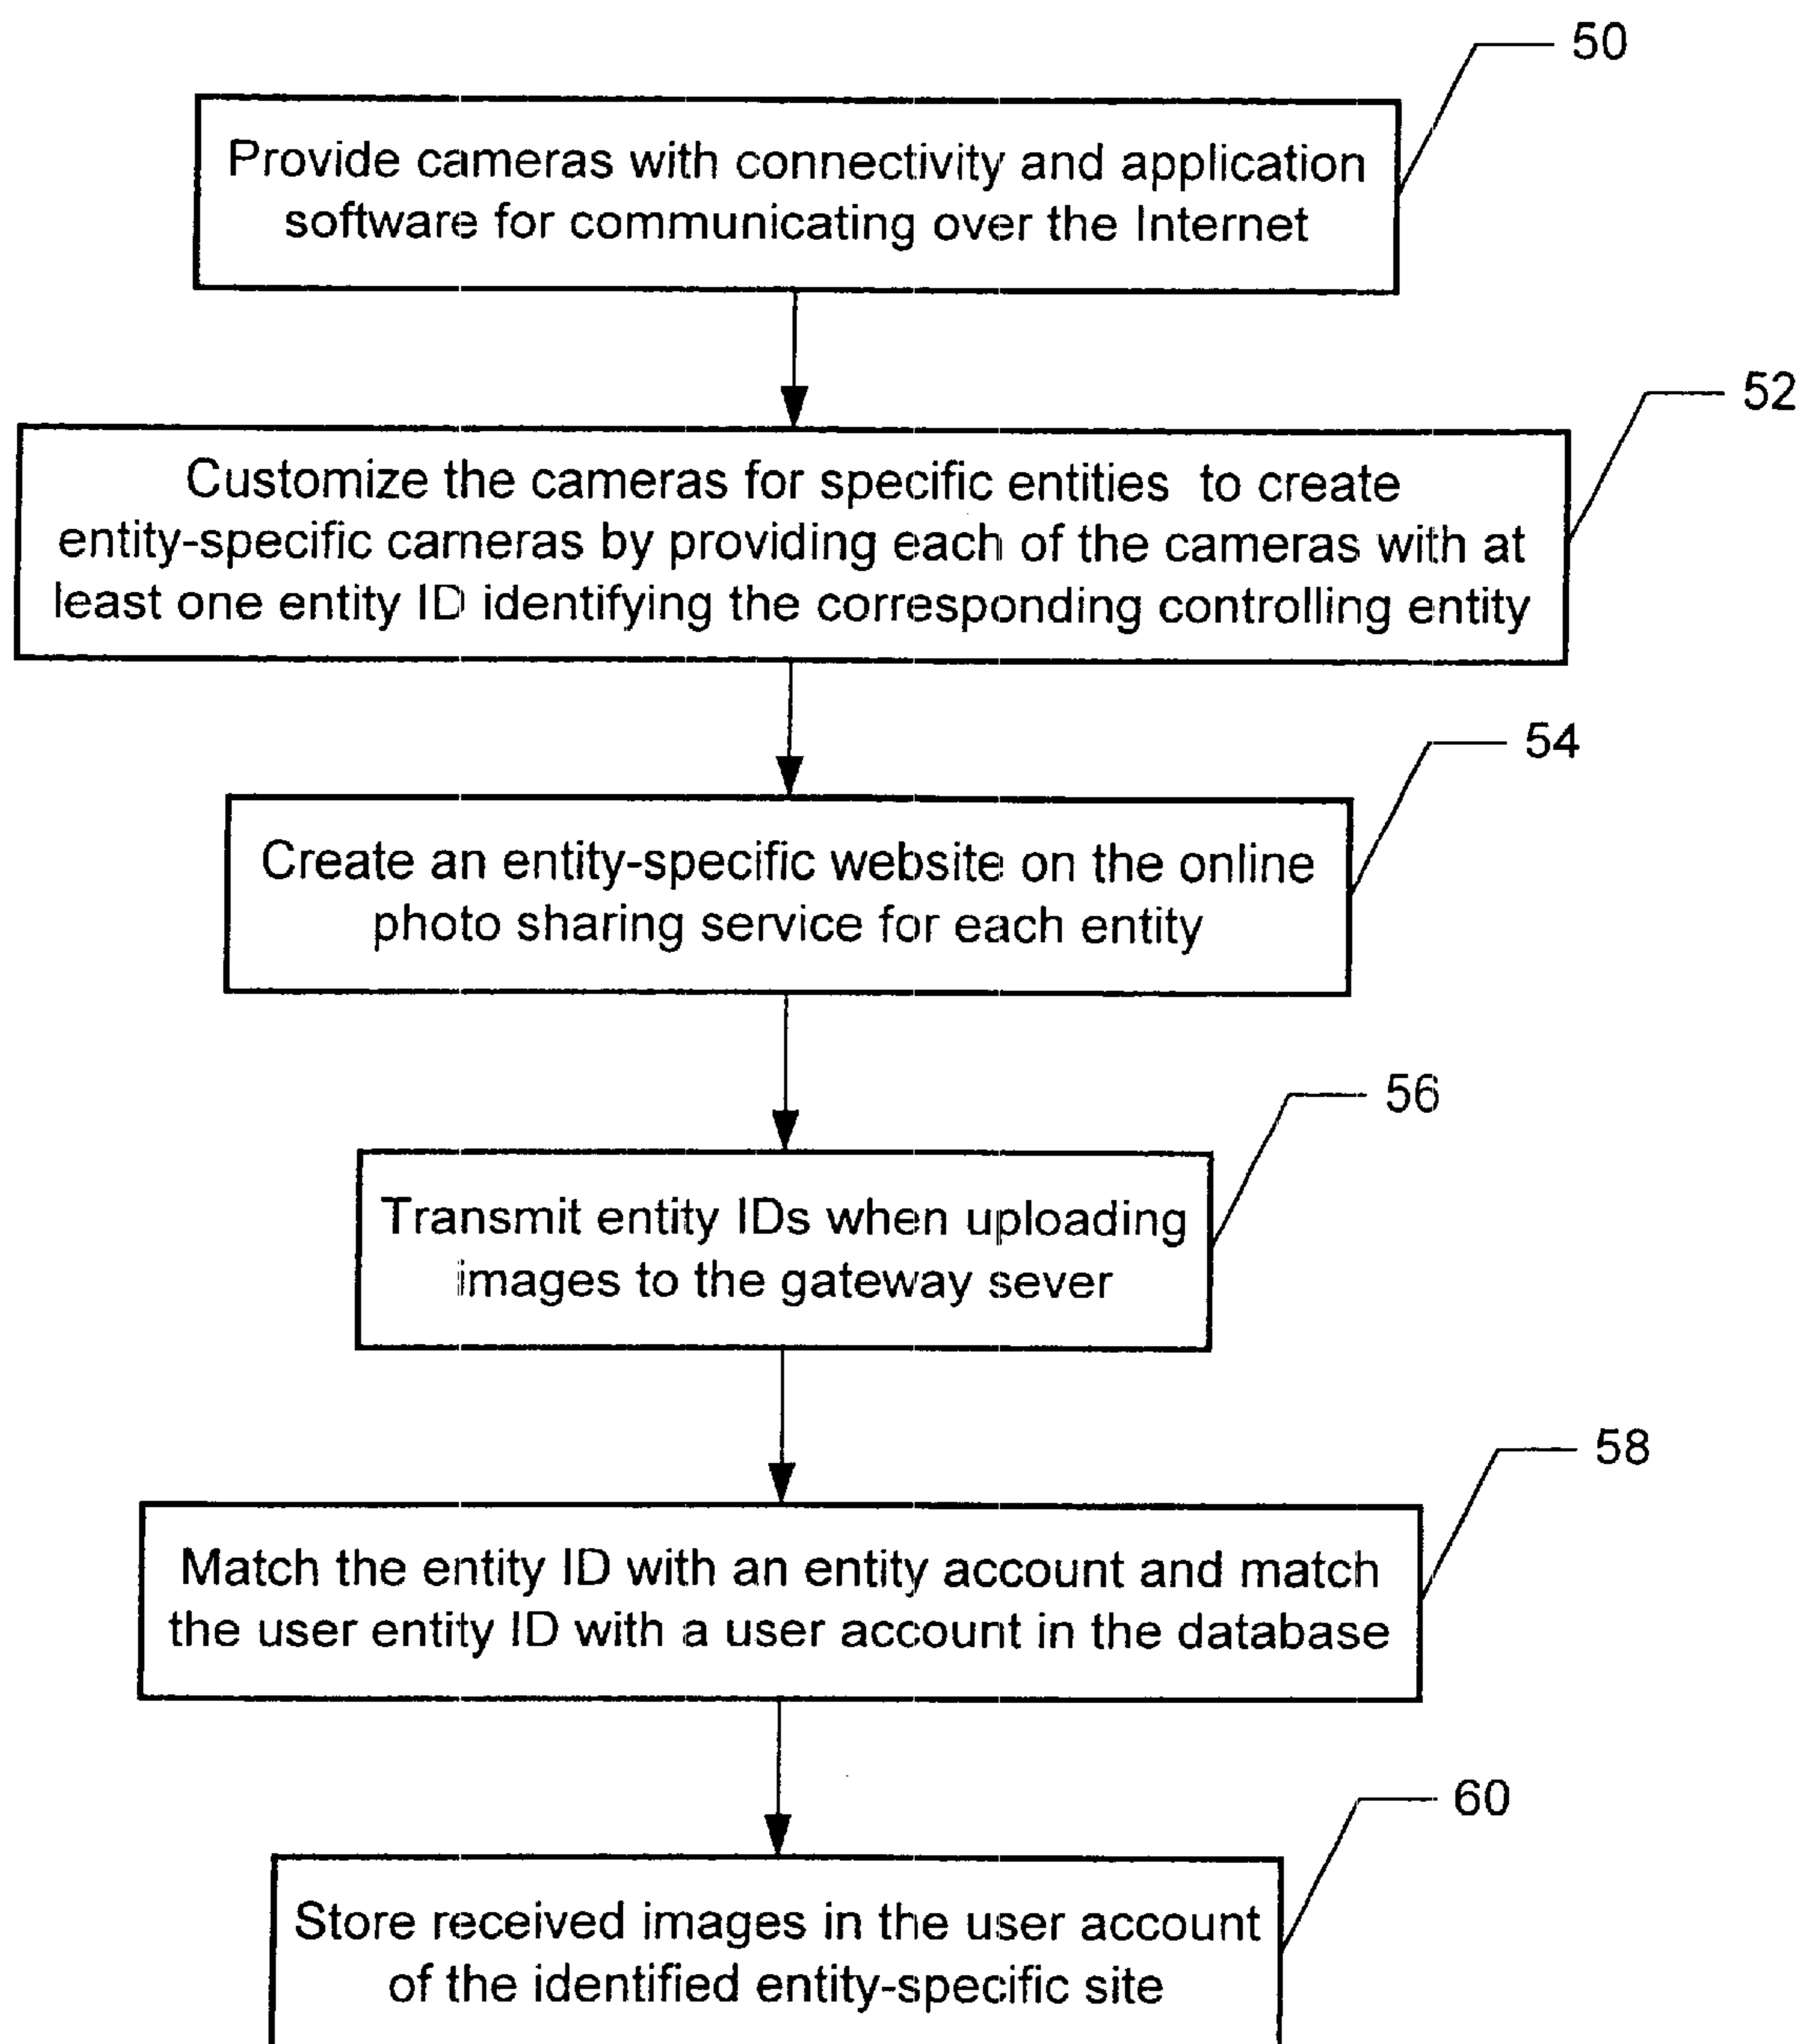 50
Provide cameras with connectivity and application
software for communicating over the Internet
52
Customize the cameras for specific entities to create
entity-specific cameras by providing each of the cameras with at
least one entity ID identifying the corresponding controlling entity
54
Create an entity-specific website on the online
photo sharing service for each entity
56
Transmit entity IDs when uploading
images to the gateway sever
58
Match the entity ID with an entity account and match
the user entity ID with a user account in the database
60
Store received images in the user account
of the identified entity-specific site